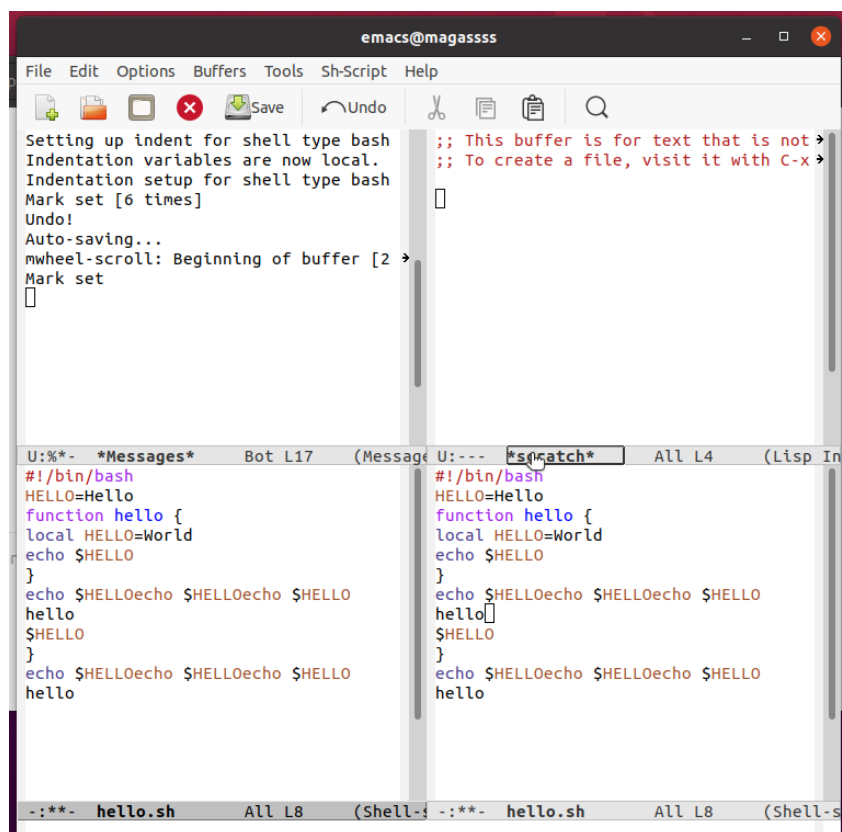 emacs@magassss
File Edit Options Buffers Tools Sh-Script Help
Save Undo
Setting up indent for shell type bash
Indentation variables are now local.
Indentation setup for shell type bash
Mark set [6 times]
Undo!
Auto-saving...
mwheel-scroll: Beginning of buffer [2
Mark set
U:%*- *Messages* Bot L17 (Message
;; This buffer is for text that is not
;; To create a file, visit it with C-x
U:--- *scratch* All L4 (Lisp In
#!/bin/bash
HELLO=Hello
function hello {
local HELLO=World
echo $HELLO
}
echo $HELLOecho $HELLOecho $HELLO
hello
$HELLO
}
echo $HELLOecho $HELLOecho $HELLO
hello
-:**- hello.sh All L8 (Shell-s
#!/bin/bash
HELLO=Hello
function hello {
local HELLO=World
echo $HELLO
}
echo $HELLOecho $HELLOecho $HELLO
hello
$HELLO
}
echo $HELLOecho $HELLOecho $HELLO
hello
-:**- hello.sh All L8 (Shell-s